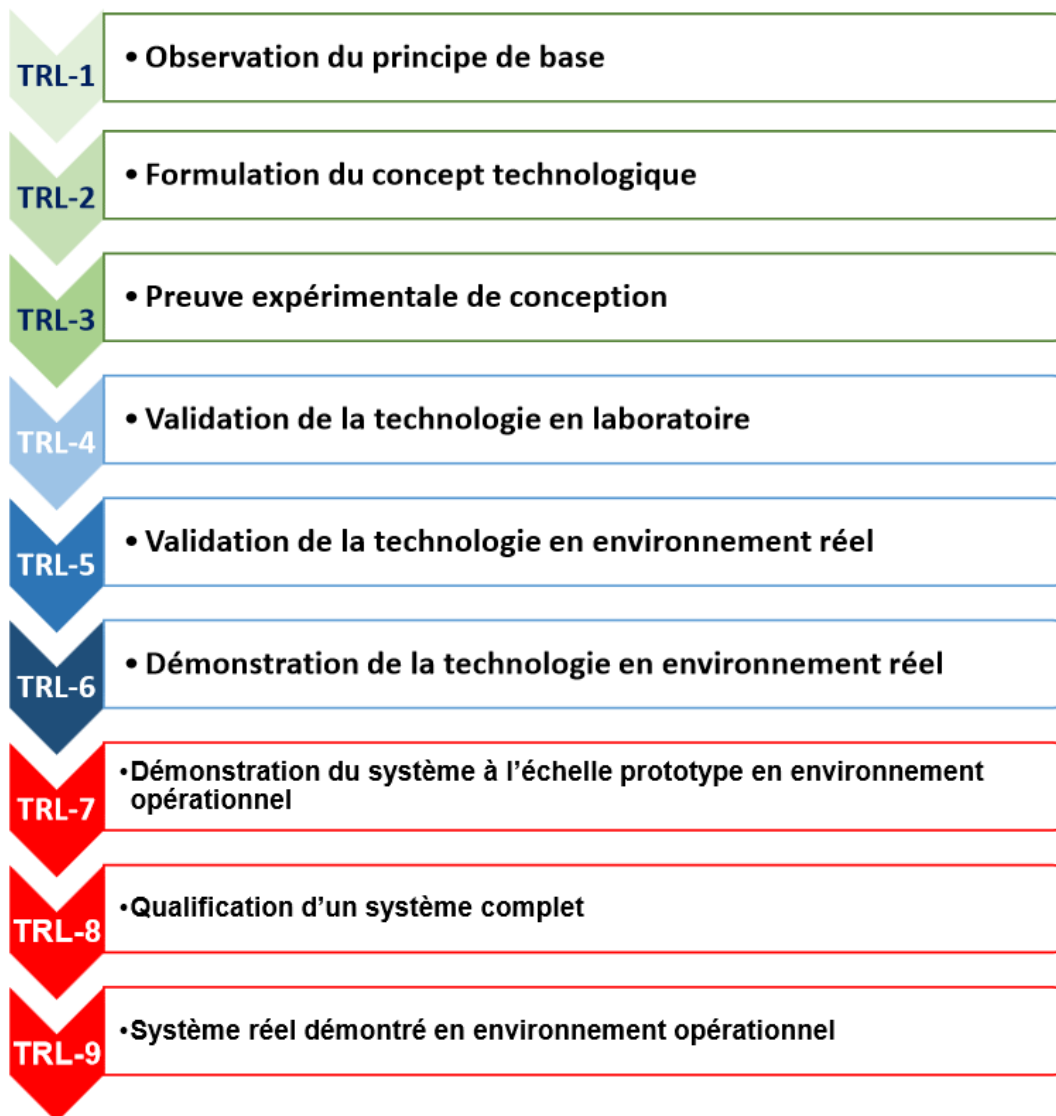 TRL-1
• Observation du principe de base
TRL-2
• Formulation du concept technologique
TRL-3
• Preuve expérimentale de conception
TRL-4
• Validation de la technologie en laboratoire
TRL-5
• Validation de la technologie en environnement réel
TRL-6
• Démonstration de la technologie en environnement réel
TRL-7
•Démonstration du système à l’échelle prototype en environnement
opérationnel
TRL-8
•Qualification d’un système complet
TRL-9
•Système réel démontré en environnement opérationnel